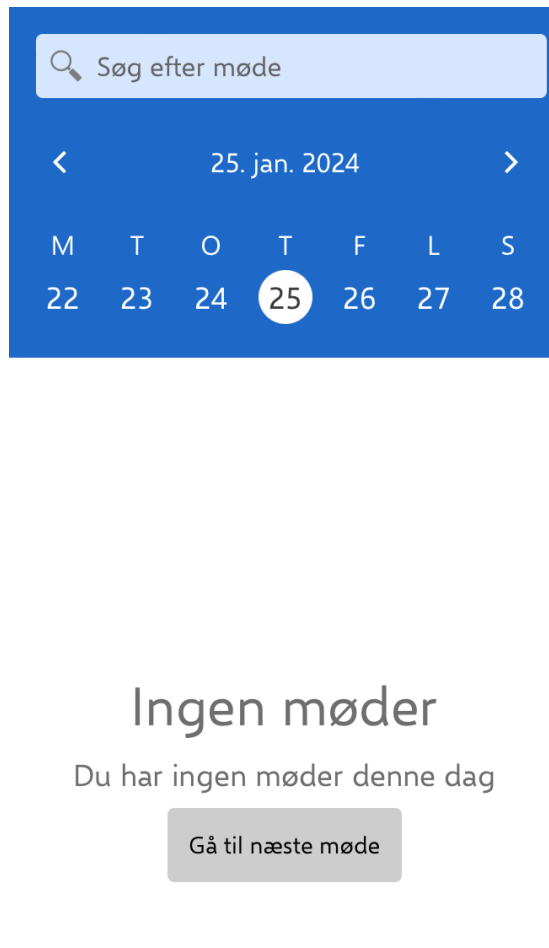 Søg efter møde
25. jan. 2024
M T O T F L S
22 23 24 25 26 27 28
Ingen møder
Du har ingen møder denne dag
Gå til næste møde